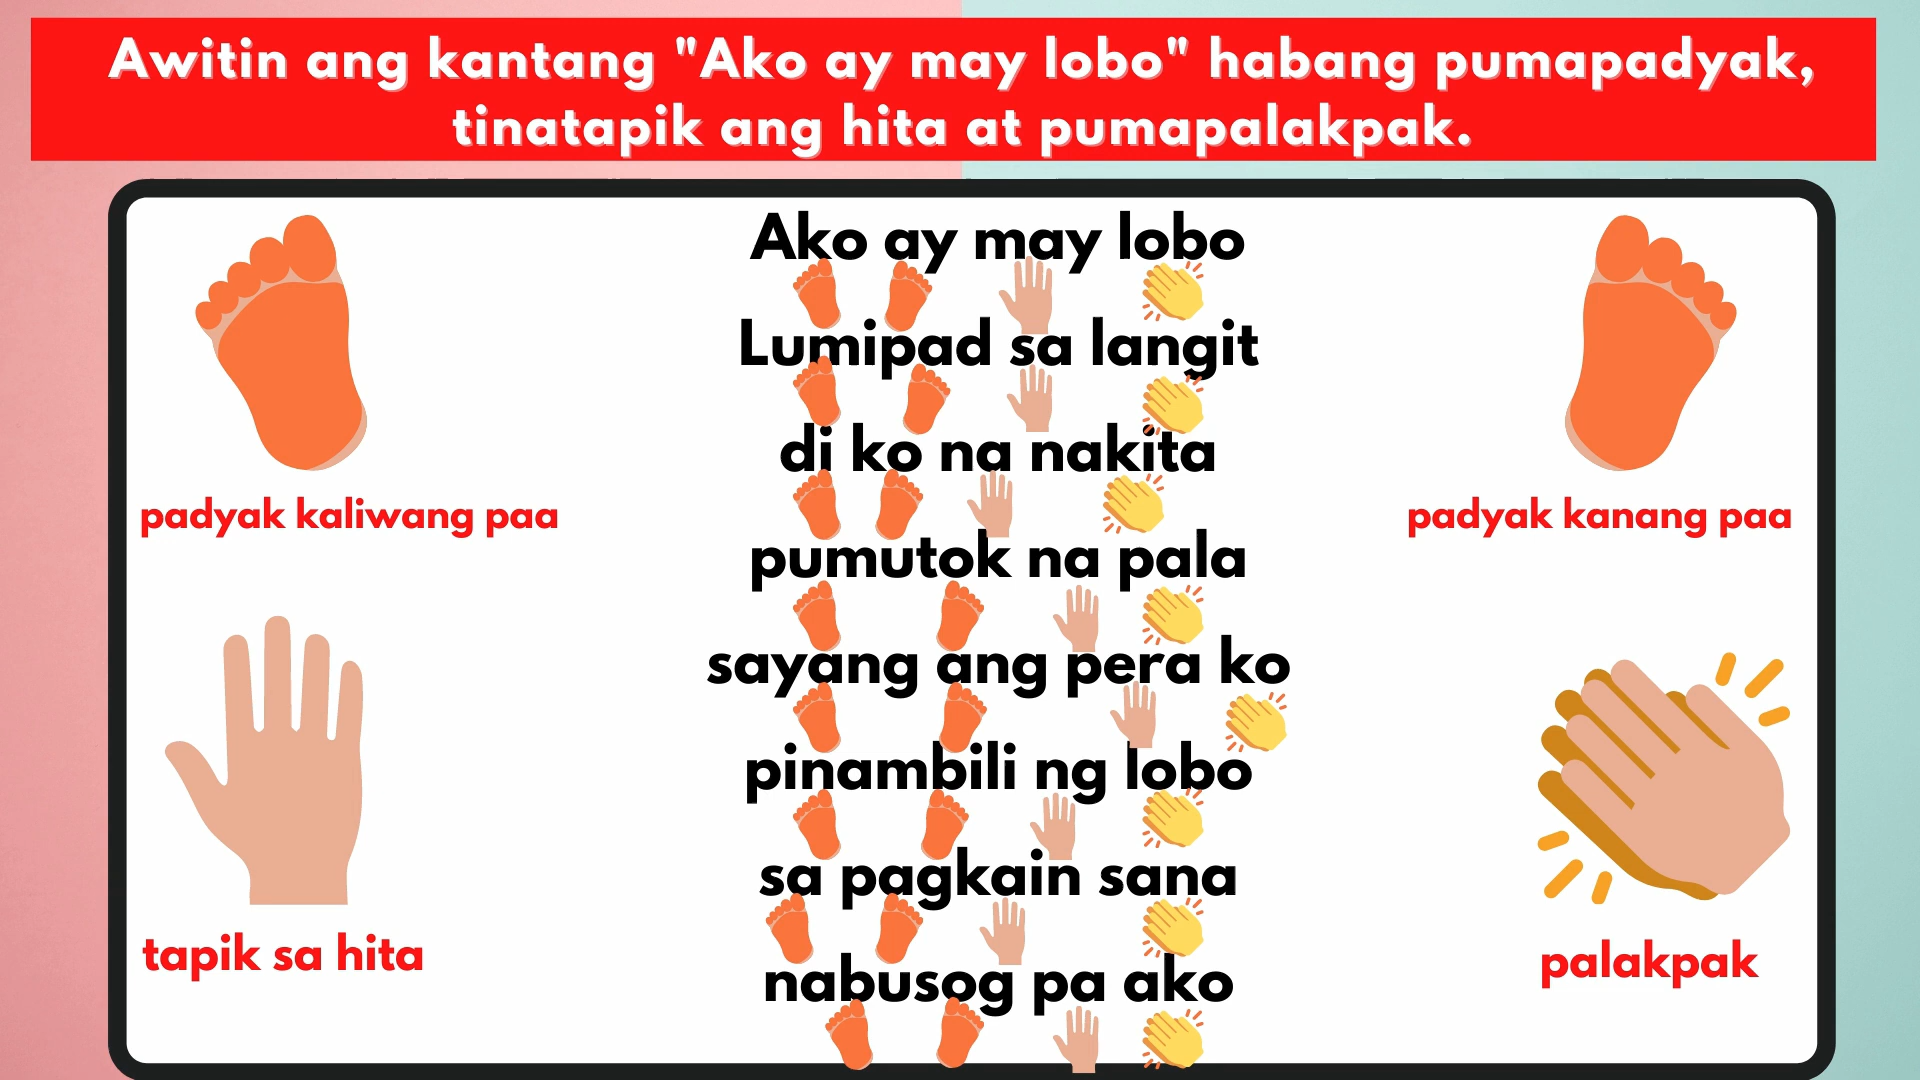 Awitin ang kantang "Ako ay may lobo" habang pumapadyak,
tinatapik ang hita at pumapalakpak.
Ako ay may lobo
Lumipad sa langit
di ko na nakita
pumutok na pala
sayang ang pera ko
pinambili ng lobo
sa pagkain sana
nabusog pa ako
padyak kaliwang paa
padyak kanang paa
tapik sa hita
palakpak